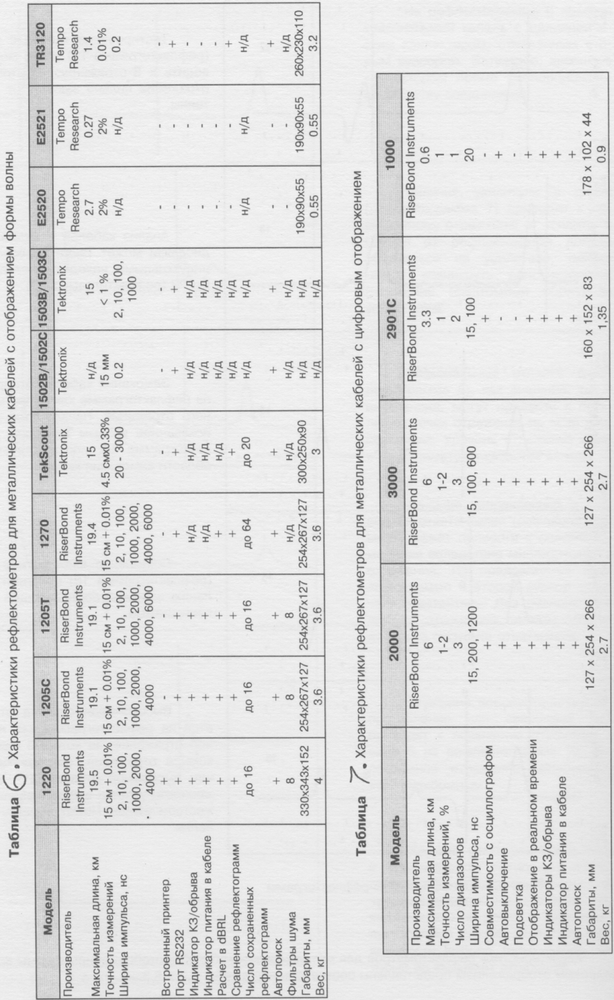 Таблица 6. Характеристики рефлектометров для металлических кабелей с отображением формы волны
Модель 1220 1205C 1205T 1270 TekScout 1502B/1502C 1503B/1503C E2520 E2521 TR3120
Производитель RiserBond Instruments RiserBond Instruments RiserBond Instruments RiserBond Instruments Tektronix Tektronix Tektronix Tempo Research Tempo Research Tempo Research
Максимальная длина, км 19.5 19.1 19.1 19.4 15 н/д 15 2.7 0.27 1.4
Точность измерений 15 см + 0.01% 15 см + 0.01% 15 см + 0.01% 15 см + 0.01% 4.5 смх0.33% 15 мм < 1 % 2% 2% 0.01%
Ширина импульса, нс 2, 10, 100, 1000, 2000, 4000 2, 10, 100, 1000, 2000, 4000 2, 10, 100, 1000, 2000, 4000, 6000 2, 10, 100, 1000, 2000, 4000, 6000 20 - 3000 0.2 2, 10, 100, 1000 н/д н/д 0.2
Встроенный принтер + - - - - - - - - -
Порт RS232 + + + + + + + - - +
Индикатор КЗ/обрыва + + + н/д н/д н/д н/д - - -
Индикатор питания в кабеле + + + н/д н/д н/д н/д - - -
Расчет в dBRL + + + + н/д н/д н/д - - -
Сравнение рефлектограмм + + + + + н/д н/д - - +
Число сохраненных рефлектограмм до 16 до 16 до 16 до 64 до 20 н/д н/д н/д н/д н/д
Автопоиск + + + + + + + - - +
Фильтры шума 8 8 8 н/д н/д н/д н/д - - н/д
Габариты, мм 330х343х152 254х267х127 254х267х127 254х267х127 300х250х90 н/д н/д 190х90х55 190х90х55 260х230х110
Вес, кг 4 3.6 3.6 3.6 3 н/д н/д 0.55 0.55 3.2
Таблица 7. Характеристики рефлектометров для металлических кабелей с цифровым отображением
Модель 2000 3000 2901C 1000
Производитель RiserBond Instruments RiserBond Instruments RiserBond Instruments RiserBond Instruments
Максимальная длина, км 6 6 3.3 0.6
Точность измерений, % 1-2 1-2 1 1
Число диапазонов 3 3 2 1
Ширина импульса, нс 15, 200, 1200 15, 100, 600 15, 100 20
Совместимость с осциллографом + + + -
Автовыключение + + - +
Подсветка + + - -
Отображение в реальном времени + + + +
Индикаторы КЗ/обрыва + + + +
Индикатор питания в кабеле + + + +
Автопоиск + + + +
Габариты, мм 127 х 254 х 266 127 х 254 х 266 160 х 152 х 83 178 х 102 х 44
Вес, кг 2.7 2.7 1,35 0.9